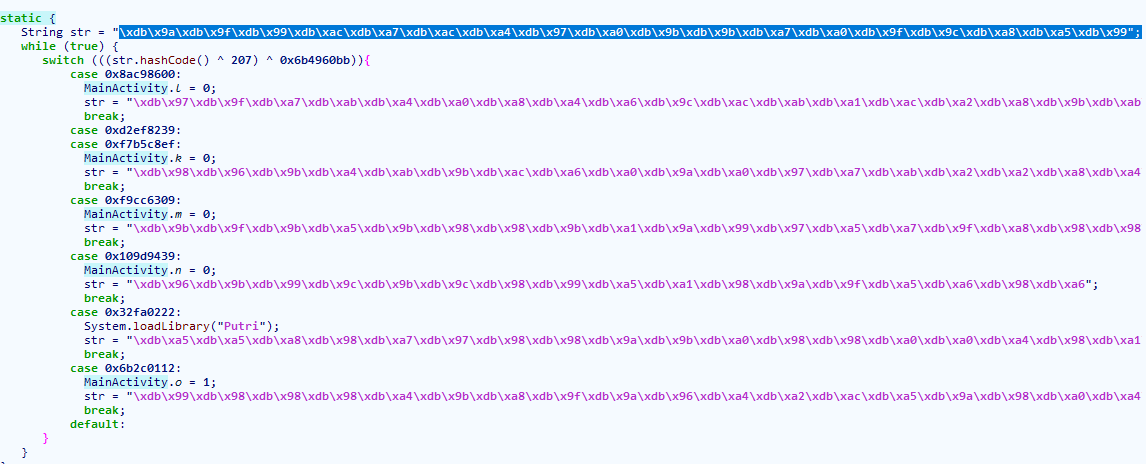 static {
String str = "\xdb\x9a\xdb\x9f\xdb\x99\xdb\xac\xdb\xa7\xdb\xac\xdb\xa4\xdb\x97\xdb\xa0\xdb\x9b\xdb\x9b\xdb\xa7\xdb\xa0\xdb\x9f\xdb\x9c\xdb\xa8\xdb\xa5\xdb\x99";
while (true) {
switch (((str.hashCode() ^ 207) ^ 0x6b4960bb)){
case 0x8ac98600:
MainActivity.l = 0;
str = "\xdb\x97\xdb\x9f\xdb\xa7\xdb\xab\xdb\xa4\xdb\xa0\xdb\xa8\xdb\xa4\xdb\xa6\xdb\x9c\xdb\xac\xdb\xab\xdb\xa1\xdb\xac\xdb\xa2\xdb\xa8\xdb\x9b\xdb\xab
break;
case 0xd2ef8239:
case 0xf7b5c8ef:
MainActivity.k = 0;
str = "\xdb\x98\xdb\x96\xdb\x9b\xdb\xa4\xdb\xab\xdb\x9b\xdb\xac\xdb\xa6\xdb\xa0\xdb\x9a\xdb\xa0\xdb\x97\xdb\xa7\xdb\xab\xdb\xa2\xdb\xa2\xdb\xa8\xdb\xa4
break;
case 0xf9cc6309:
MainActivity.m = 0;
str = "\xdb\x9b\xdb\x9f\xdb\x9b\xdb\xa5\xdb\x9b\xdb\x98\xdb\x98\xdb\x9b\xdb\xa1\xdb\x9a\xdb\x99\xdb\x97\xdb\xa5\xdb\xa7\xdb\x9f\xdb\xa8\xdb\x98\xdb\x98
break;
case 0x109d9439:
MainActivity.n = 0;
str = "\xdb\x96\xdb\x9b\xdb\x99\xdb\x9c\xdb\x9b\xdb\x9c\xdb\x98\xdb\x99\xdb\xa5\xdb\xa1\xdb\x98\xdb\x9a\xdb\x9f\xdb\xa5\xdb\xa6\xdb\x98\xdb\xa6";
break;
case 0x32fa0222:
System.loadLibrary("Putri");
str = "\xdb\xa5\xdb\xa5\xdb\xa8\xdb\x98\xdb\xa7\xdb\x97\xdb\x98\xdb\x98\xdb\x9a\xdb\x9b\xdb\xa0\xdb\x98\xdb\x98\xdb\xa0\xdb\xa0\xdb\xa4\xdb\x98\xdb\xa1
break;
case 0x6b2c0112:
MainActivity.o = 1;
str = "\xdb\x99\xdb\x98\xdb\x98\xdb\x98\xdb\xa4\xdb\x9b\xdb\xa8\xdb\x9f\xdb\x9a\xdb\x96\xdb\xa4\xdb\xa2\xdb\xac\xdb\xa5\xdb\x9a\xdb\x98\xdb\xa0\xdb\xa4
break;
default:
}
}